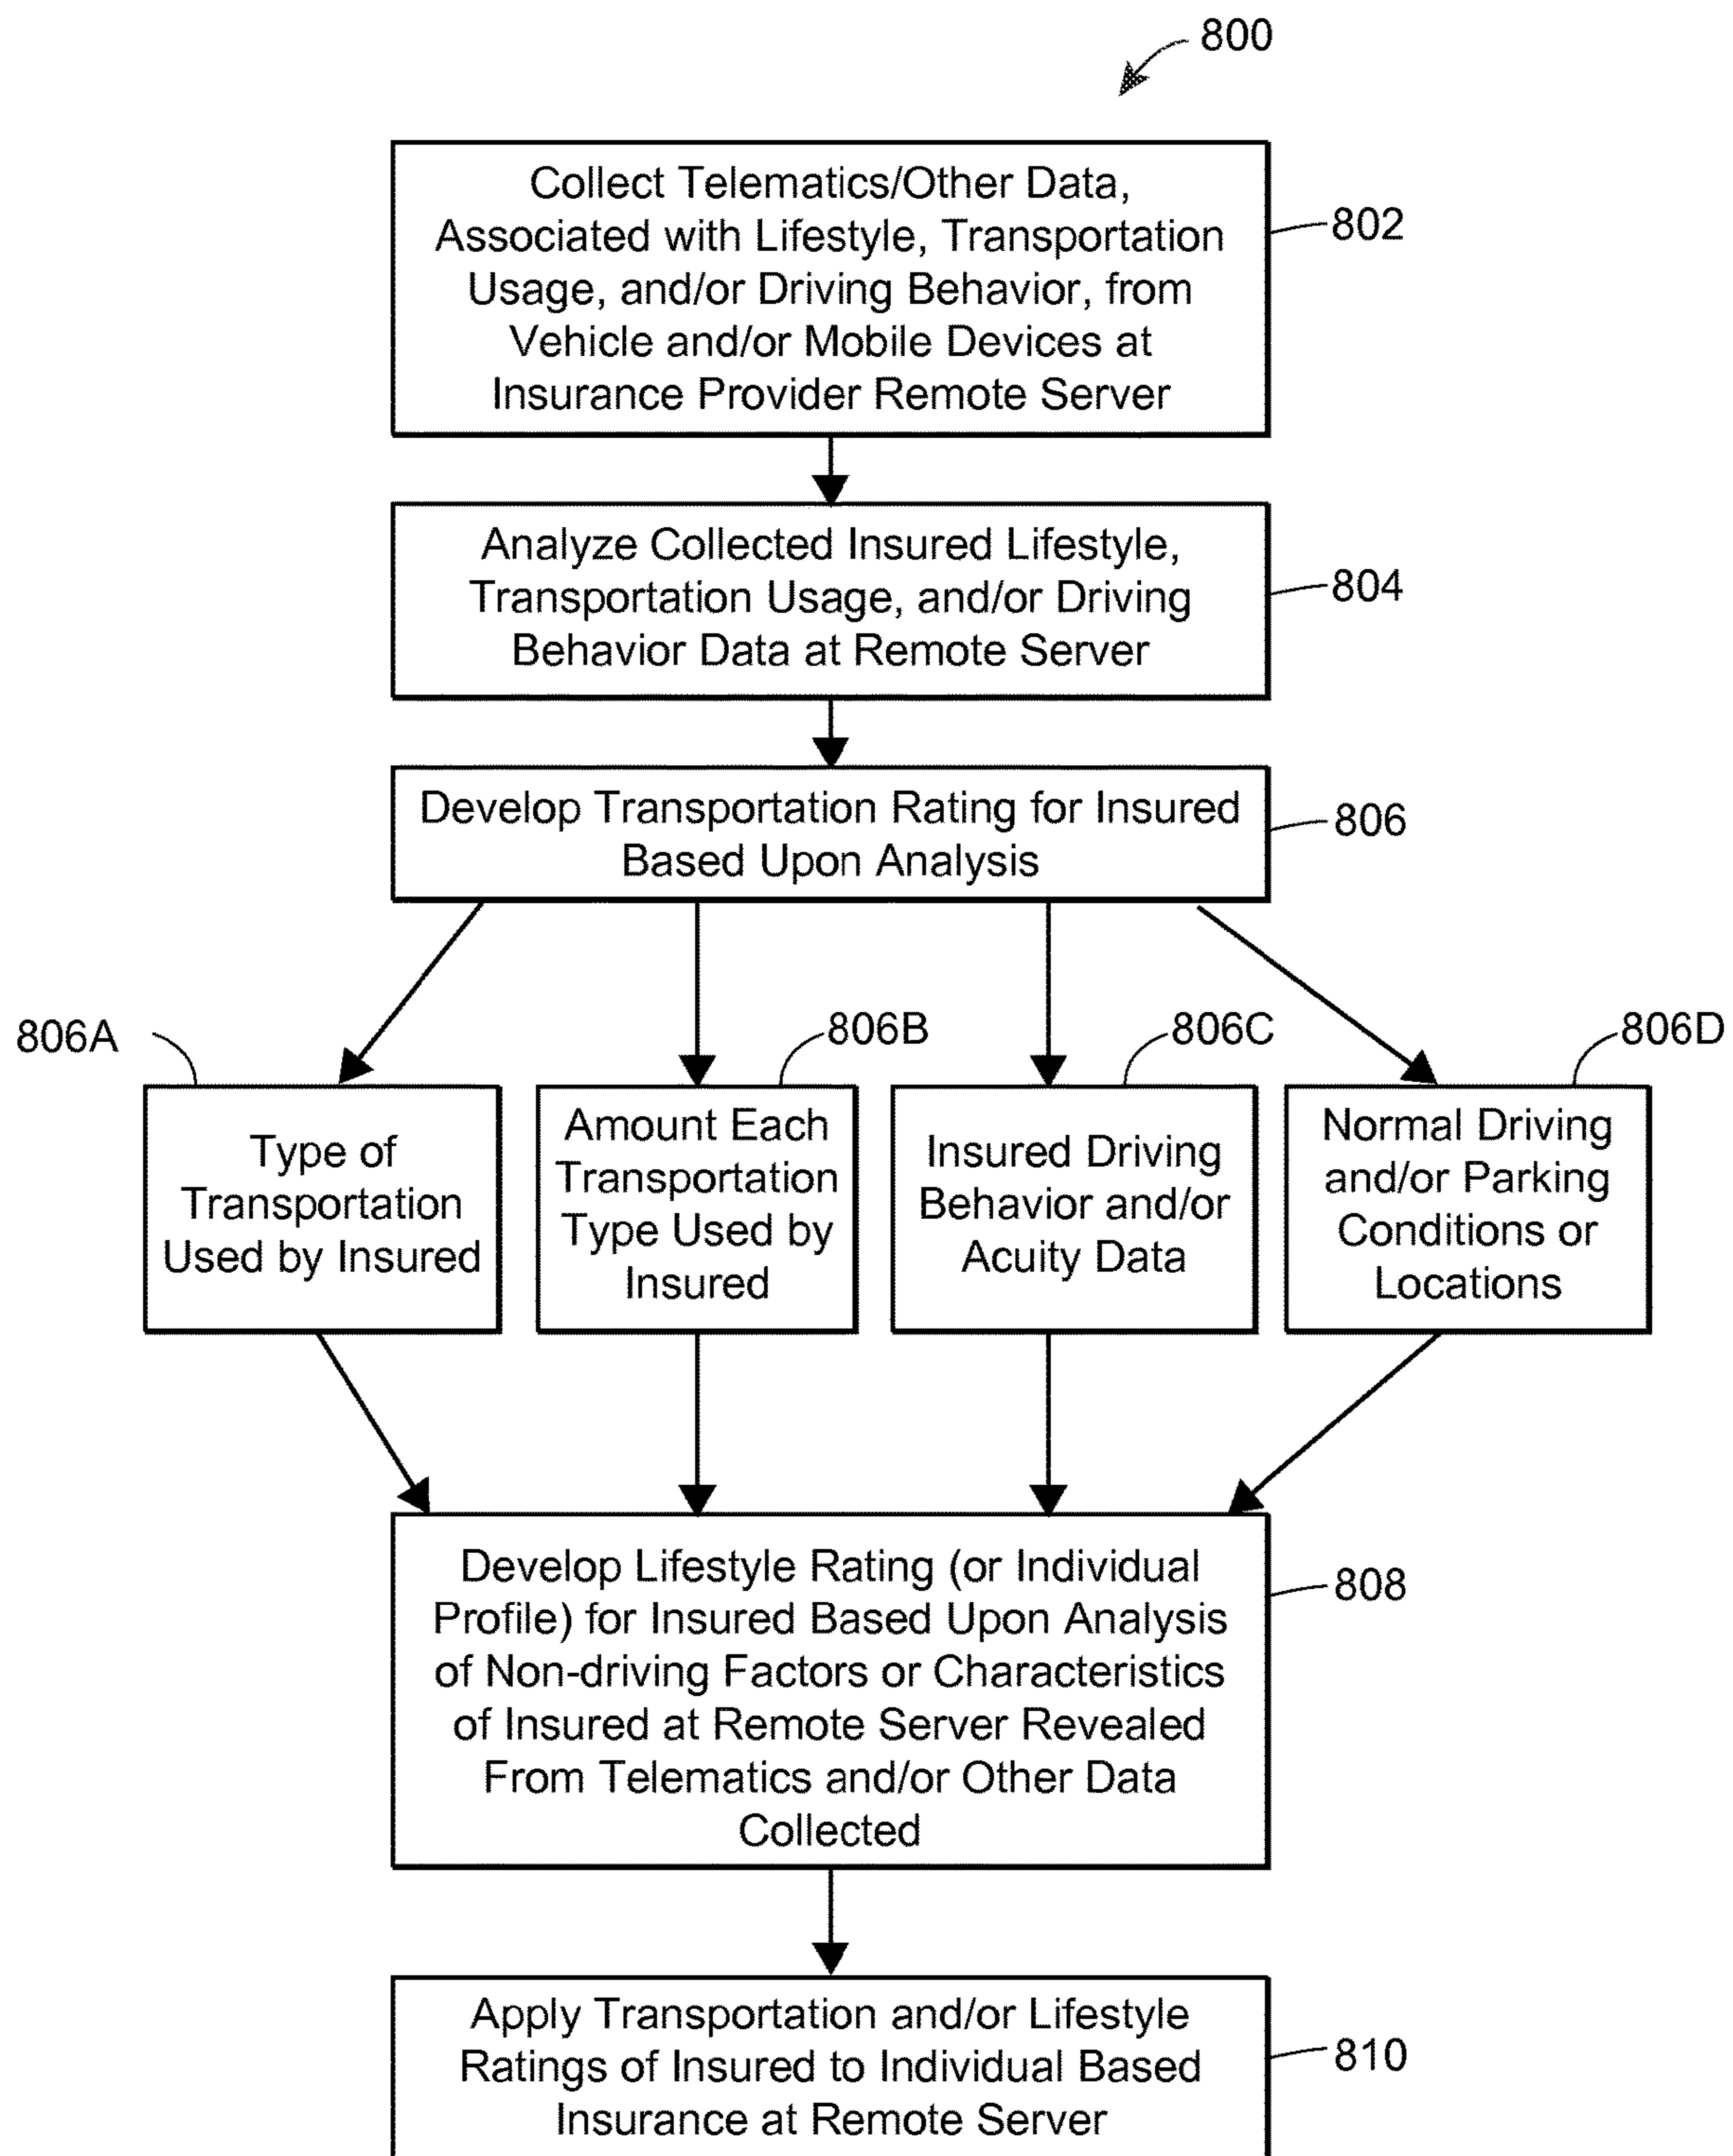 800
Collect Telematics/Other Data,
Associated with Lifestyle, Transportation
Usage, and/or Driving Behavior, from
Vehicle and/or Mobile Devices at
Insurance Provider Remote Server
802
Analyze Collected Insured Lifestyle,
Transportation Usage, and/or Driving
Behavior Data at Remote Server
804
Develop Transportation Rating for Insured
Based Upon Analysis
806
806A
Type of
Transportation
Used by Insured
806B
Amount Each
Transportation
Type Used by
Insured
806C
Insured Driving
Behavior and/or
Acuity Data
806D
Normal Driving
and/or Parking
Conditions or
Locations
Develop Lifestyle Rating (or Individual
Profile) for Insured Based Upon Analysis
of Non-driving Factors or Characteristics
of Insured at Remote Server Revealed
From Telematics and/or Other Data
Collected
808
Apply Transportation and/or Lifestyle
Ratings of Insured to Individual Based
Insurance at Remote Server
810